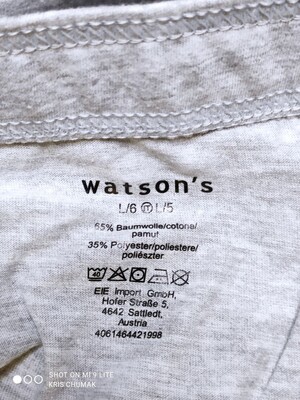 watson's
L/6 IT L/5
65% Baumwolle/cotone/
pamut
35% Polyester/poliestere/
poliészter
EIE Import GmbH,
Hofer Straße 5,
4642 Sattledt,
Austria
4061464421998
SHOT ON MI 9 LITE
KRIS CHUMAK